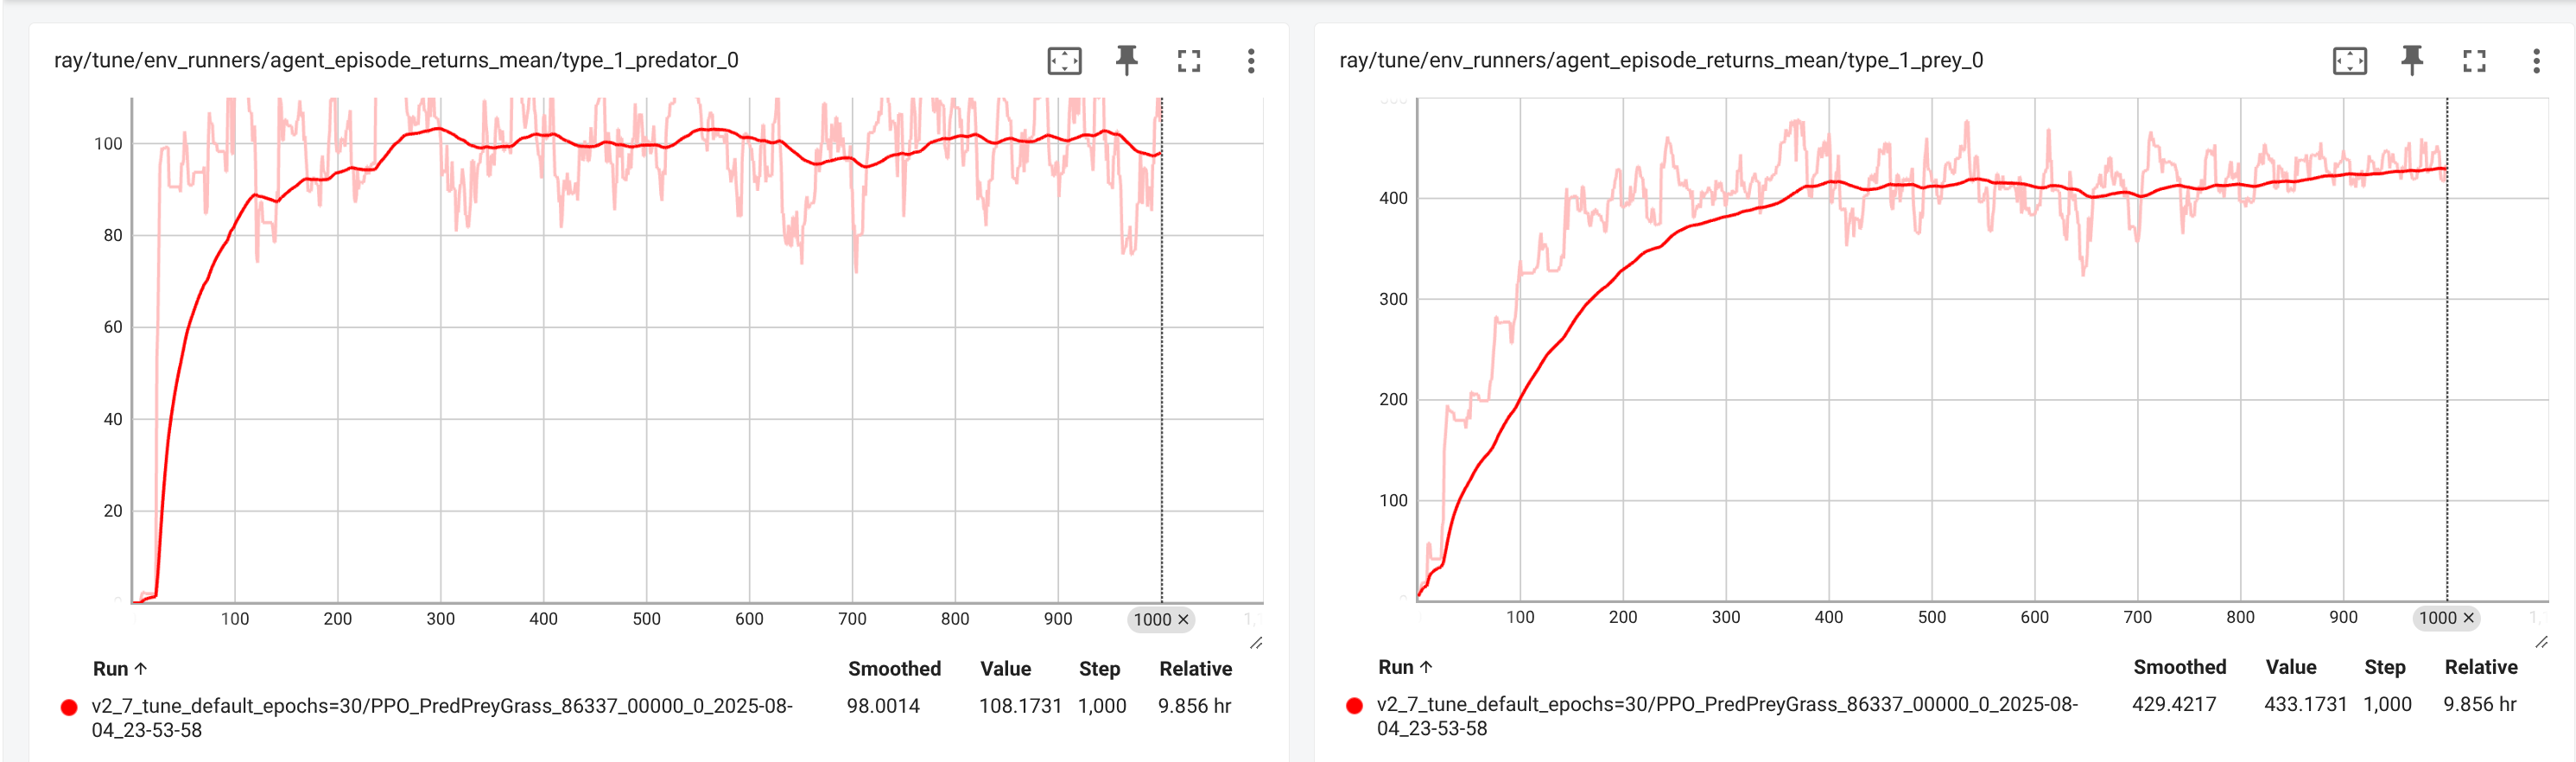 ray/tune/env_runners/agent_episode_returns_mean/type_1_predator_0
100
80
60
40
20
0
100 200 300 400 500 600 700 800 900 1000 ×
Run ↑ Smoothed Value Step Relative
v2_7_tune_default_epochs=30/PPO_PredPreyGrass_86337_00000_0_2025-08-
04_23-53-58
98.0014 108.1731 1,000 9.856 hr
ray/tune/env_runners/agent_episode_returns_mean/type_1_prey_0
500
400
300
200
100
0
100 200 300 400 500 600 700 800 900 1000 ×
Run ↑ Smoothed Value Step Relative
v2_7_tune_default_epochs=30/PPO_PredPreyGrass_86337_00000_0_2025-08-
04_23-53-58
429.4217 433.1731 1,000 9.856 hr